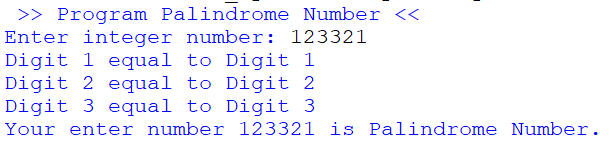 >> Program Palindrome Number <<
Enter integer number: 123321
Digit 1 equal to Digit 1
Digit 2 equal to Digit 2
Digit 3 equal to Digit 3
Your enter number 123321 is Palindrome Number.